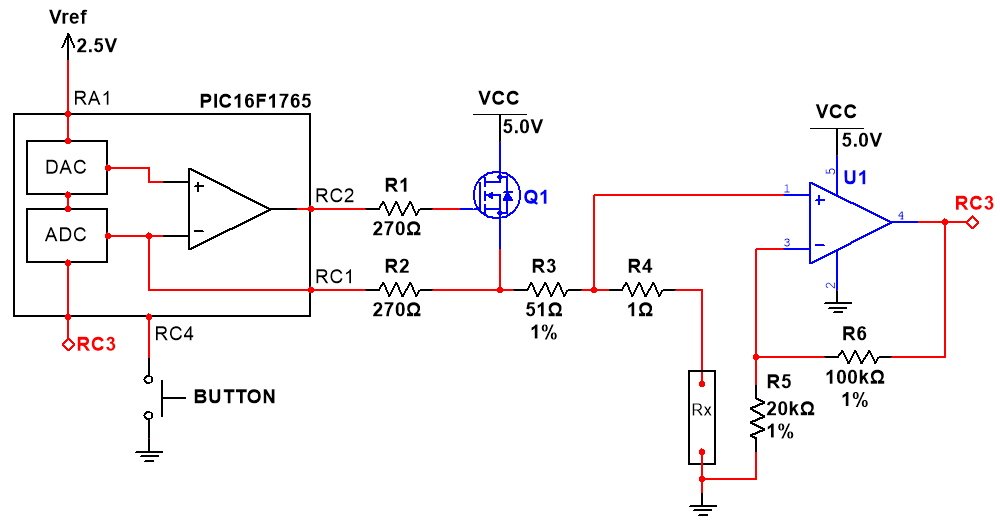 Vref
2.5V
RA1
PIC16F1765
DAC
ADC
+
−
RC2
RC1
RC3
RC4
BUTTON
R1
270Ω
R2
270Ω
VCC
5.0V
Q1
R3
51Ω
1%
R4
1Ω
Rx
VCC
5.0V
U1
1
+
3
−
5
2
4
RC3
R6
100kΩ
1%
R5
20kΩ
1%